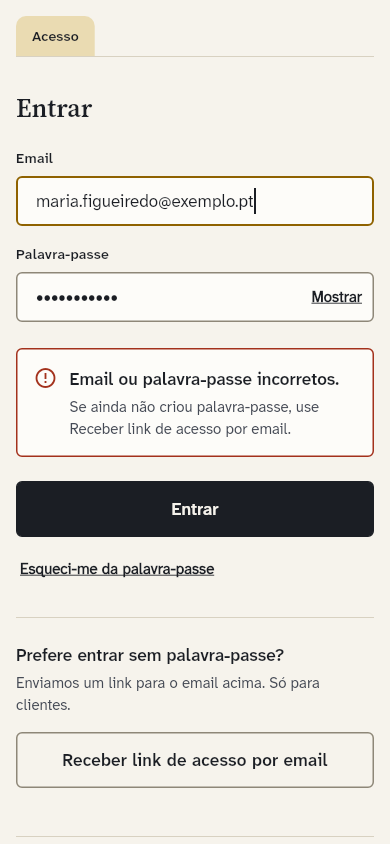 Acesso
Entrar
Email
maria.figueiredo@exemplo.pt
Palavra-passe
•••••••••••
Mostrar
Email ou palavra-passe incorretos.
Se ainda não criou palavra-passe, use
Receber link de acesso por email.
Entrar
Esqueci-me da palavra-passe
Prefere entrar sem palavra-passe?
Enviamos um link para o email acima. Só para
clientes.
Receber link de acesso por email